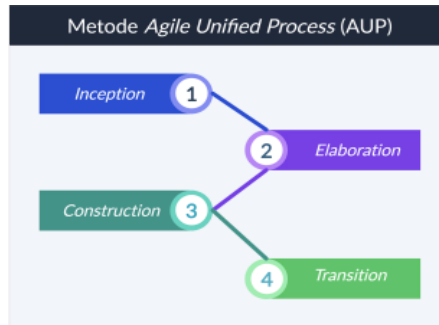 Metode Agile Unified Process (AUP)
Inception 1
2 Elaboration
Construction 3
4 Transition